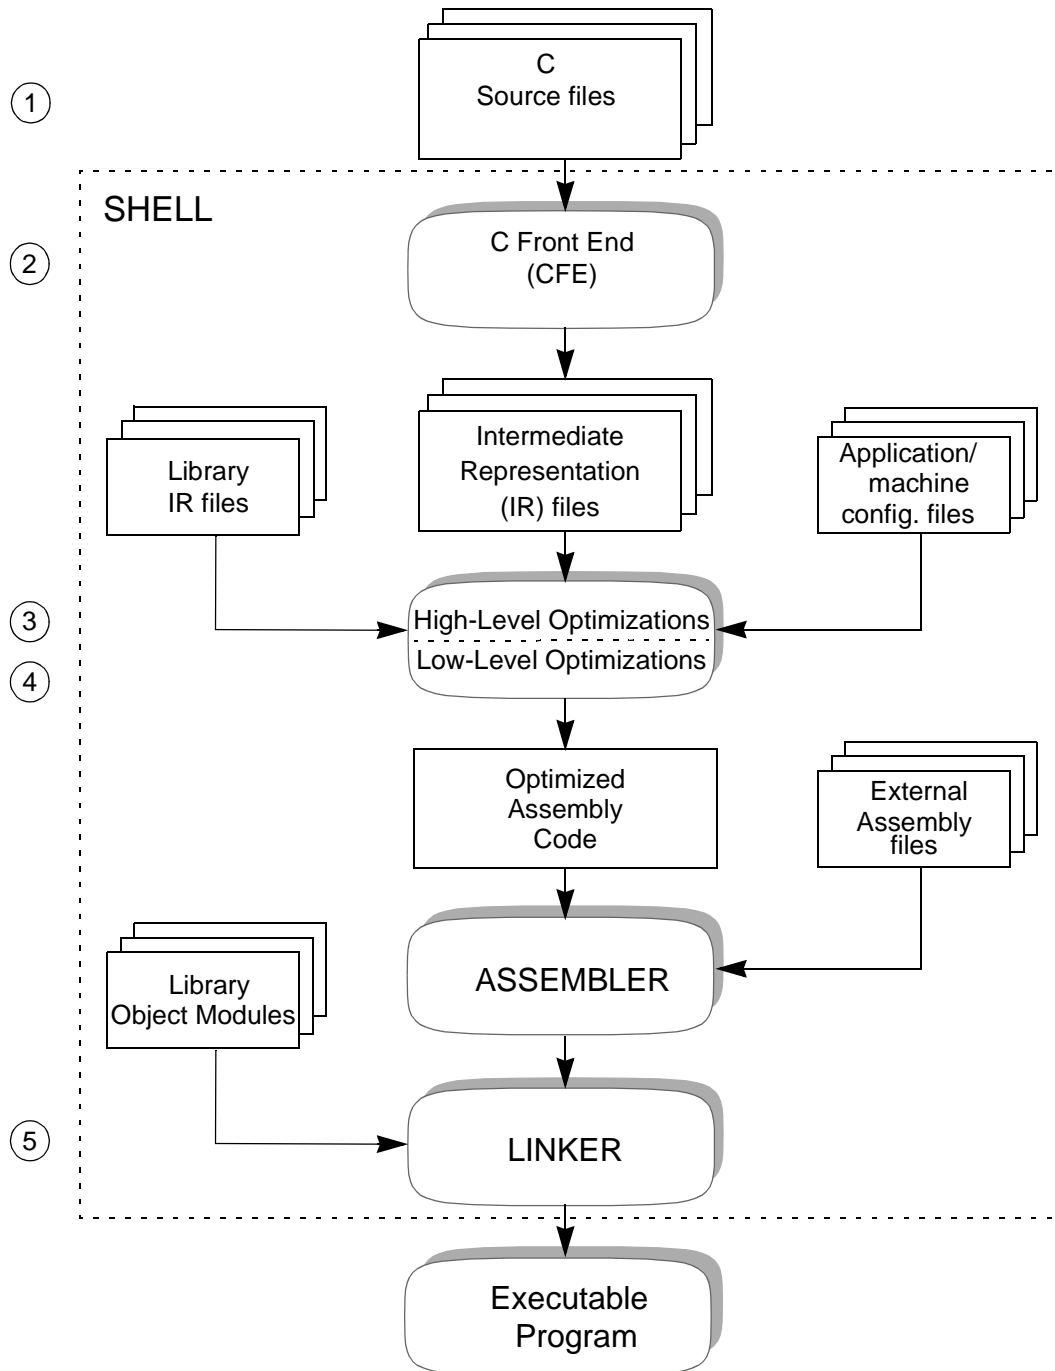 C
Source files
1
SHELL
C Front End
(CFE)
2
Intermediate
Representation
(IR) files
Library
IR files
Application/
machine
config. files
3
High-Level Optimizations
Low-Level Optimizations
4
Optimized
Assembly
Code
External
Assembly
files
Library
Object Modules
ASSEMBLER
5
LINKER
Executable
Program